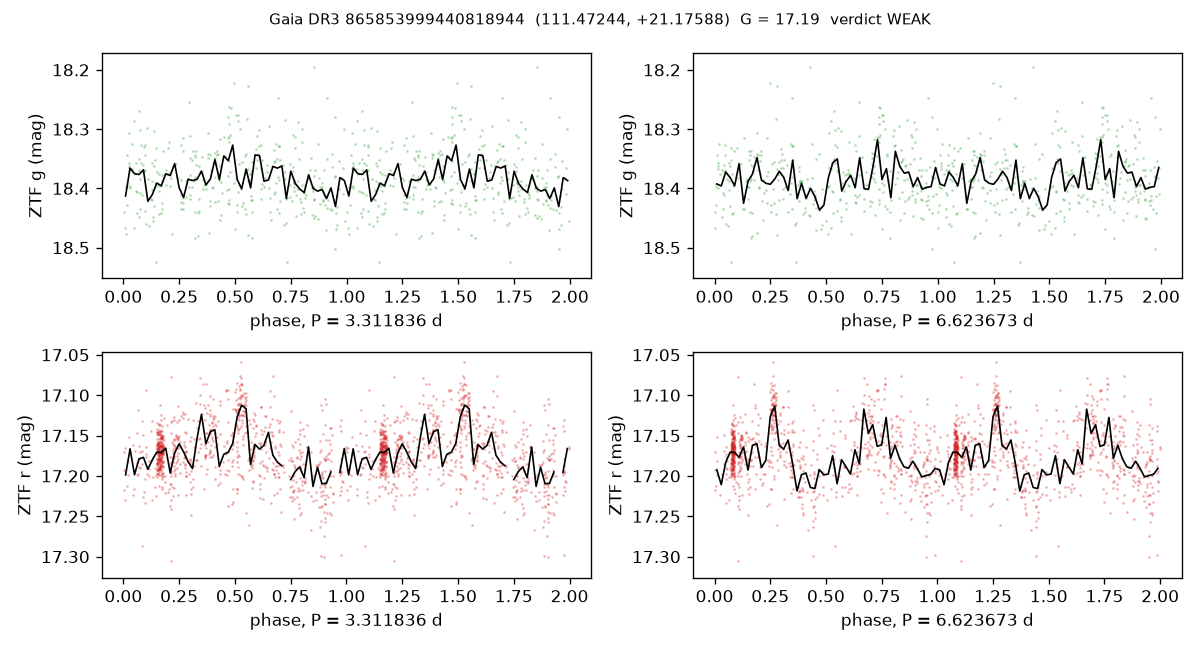 Gaia DR3 865853999440818944 (111.47244, +21.17588) G = 17.19 verdict WEAK
ZTF g (mag)
18.2
18.3
18.4
18.5
0.00 0.25 0.50 0.75 1.00 1.25 1.50 1.75 2.00
phase, P = 3.311836 d
ZTF g (mag)
18.2
18.3
18.4
18.5
0.00 0.25 0.50 0.75 1.00 1.25 1.50 1.75 2.00
phase, P = 6.623673 d
ZTF r (mag)
17.05
17.10
17.15
17.20
17.25
17.30
0.00 0.25 0.50 0.75 1.00 1.25 1.50 1.75 2.00
phase, P = 3.311836 d
ZTF r (mag)
17.05
17.10
17.15
17.20
17.25
17.30
0.00 0.25 0.50 0.75 1.00 1.25 1.50 1.75 2.00
phase, P = 6.623673 d